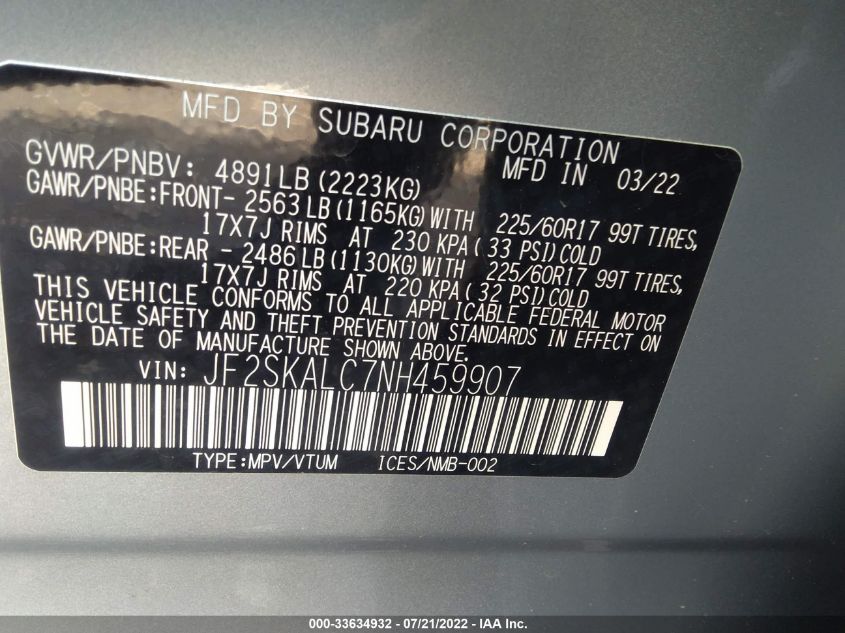 MFD BY SUBARU CORPORATION
GVWR/PNBV: 4891LB(2223KG) MFD IN 03/22
GAWR/PNBE:FRONT- 2563LB(1165KG)WITH 225/60R17 99T TIRES,
17X7J RIMS AT 230 KPA(33 PSI)COLD
GAWR/PNBE:REAR - 2486LB(1130KG)WITH 225/60R17 99T TIRES,
17X7J RIMS AT 220 KPA(32 PSI)COLD
THIS VEHICLE CONFORMS TO ALL APPLICABLE FEDERAL MOTOR
VEHICLE SAFETY AND THEFT PREVENTION STANDARDS IN EFFECT ON
THE DATE OF MANUFACTURE SHOWN ABOVE.
VIN: JF2SKALC7NH459907
TYPE:MPV/VTUM ICES/NMB-002
000-33634932 - 07/21/2022 - IAA Inc.